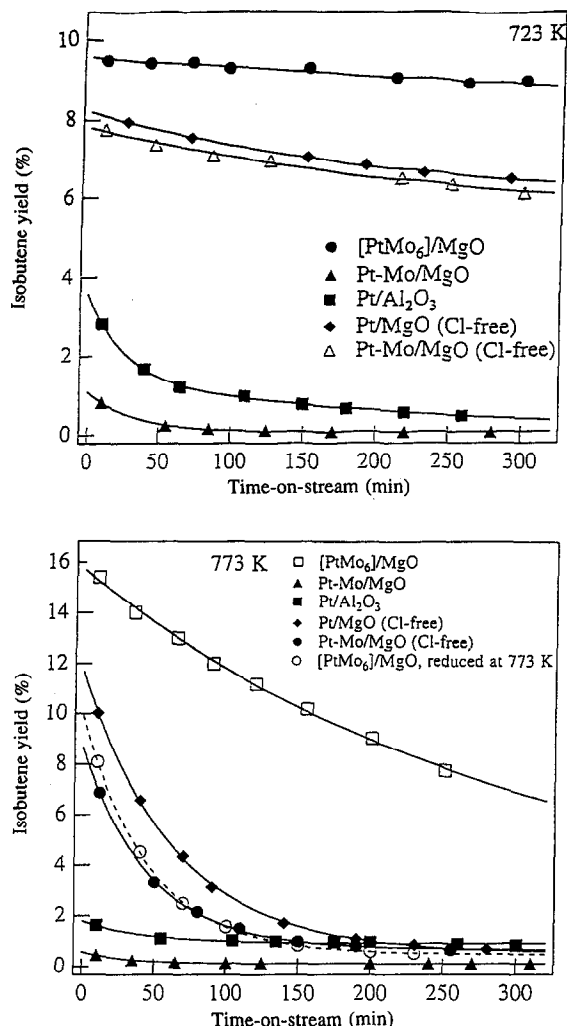 723 K
Isobutene yield (%)
10
8
6
4
2
0
● [PtMo₆]/MgO
▲ Pt-Mo/MgO
■ Pt/Al₂O₃
◆ Pt/MgO (Cl-free)
△ Pt-Mo/MgO (Cl-free)
0 50 100 150 200 250 300
Time-on-stream (min)
773 K
Isobutene yield (%)
16
14
12
10
8
6
4
2
0
□ [PtMo₆]/MgO
▲ Pt-Mo/MgO
■ Pt/Al₂O₃
◆ Pt/MgO (Cl-free)
● Pt-Mo/MgO (Cl-free)
○ [PtMo₆]/MgO, reduced at 773 K
0 50 100 150 200 250 300
Time-on-stream (min)